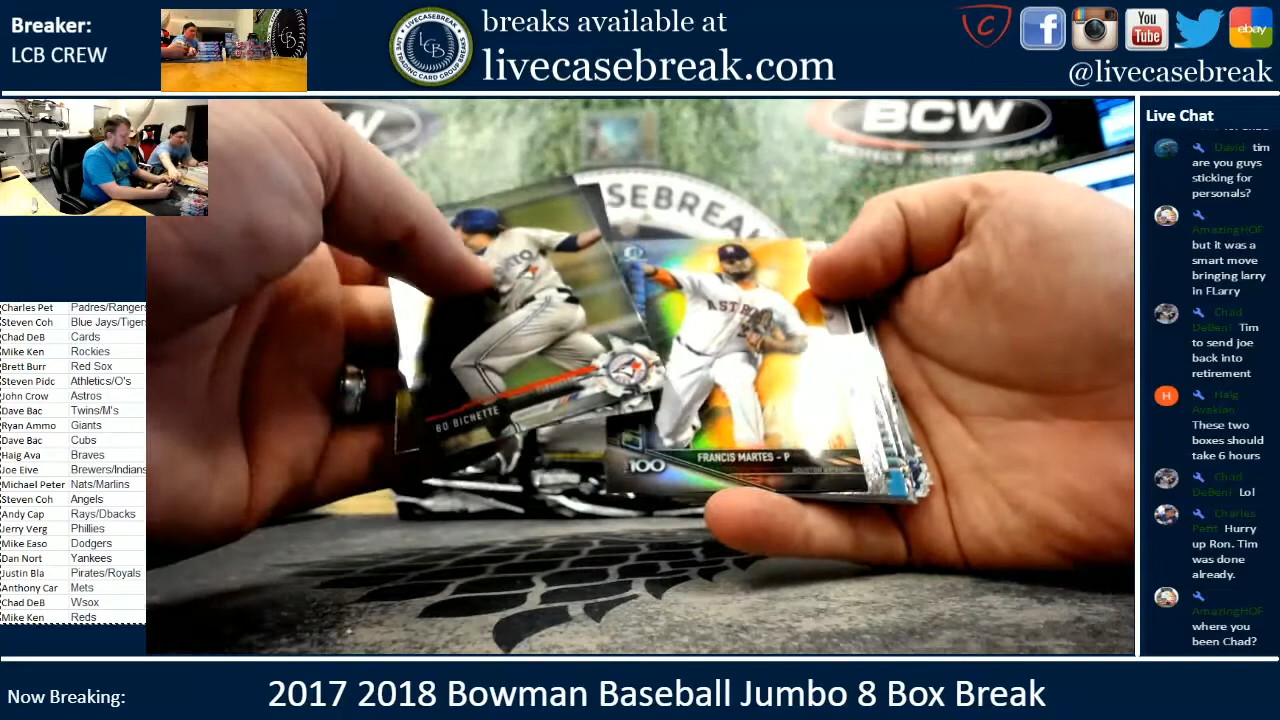 Breaker:
LCB CREW
LCB
breaks available at
livecasebreak.com
You
Tube
ebay
@livecasebreak
BCW
SEBREAK
TORONTO
BO BICHETTE
ASTROS
FRANCIS MARTES - P
100
Charles Pet Padres/Rangers
Steven Coh Blue Jays/Tiger
Chad DeB Cards
Mike Ken Rockies
Brett Burr Red Sox
Steven Pidc Athletics/O's
John Crow Astros
Dave Bac Twins/M's
Ryan Ammo Giants
Dave Bac Cubs
Haig Ava Braves
Joe Eive Brewers/Indians
Michael Peter Nats/Marlins
Steven Coh Angels
Andy Cap Rays/Dbacks
Jerry Verg Phillies
Mike Easo Dodgers
Dan Nort Yankees
Justin Bla Pirates/Royals
Anthony Car Mets
Chad DeB Wsox
Mike Ken Reds
Live Chat
David tim
are you guys
sticking for
personals?
AmazingHOF
but it was a
smart move
bringing larry
in FLarry
Chad
DeBeni Tim
to send joe
back into
retirement
H
Haig
Avakian
These two
boxes should
take 6 hours
Chad
DeBeni Lol
Charles
Petit Hurry
up Ron. Tim
was done
already.
AmazingHOF
where you
been Chad?
Now Breaking:
2017 2018 Bowman Baseball Jumbo 8 Box Break